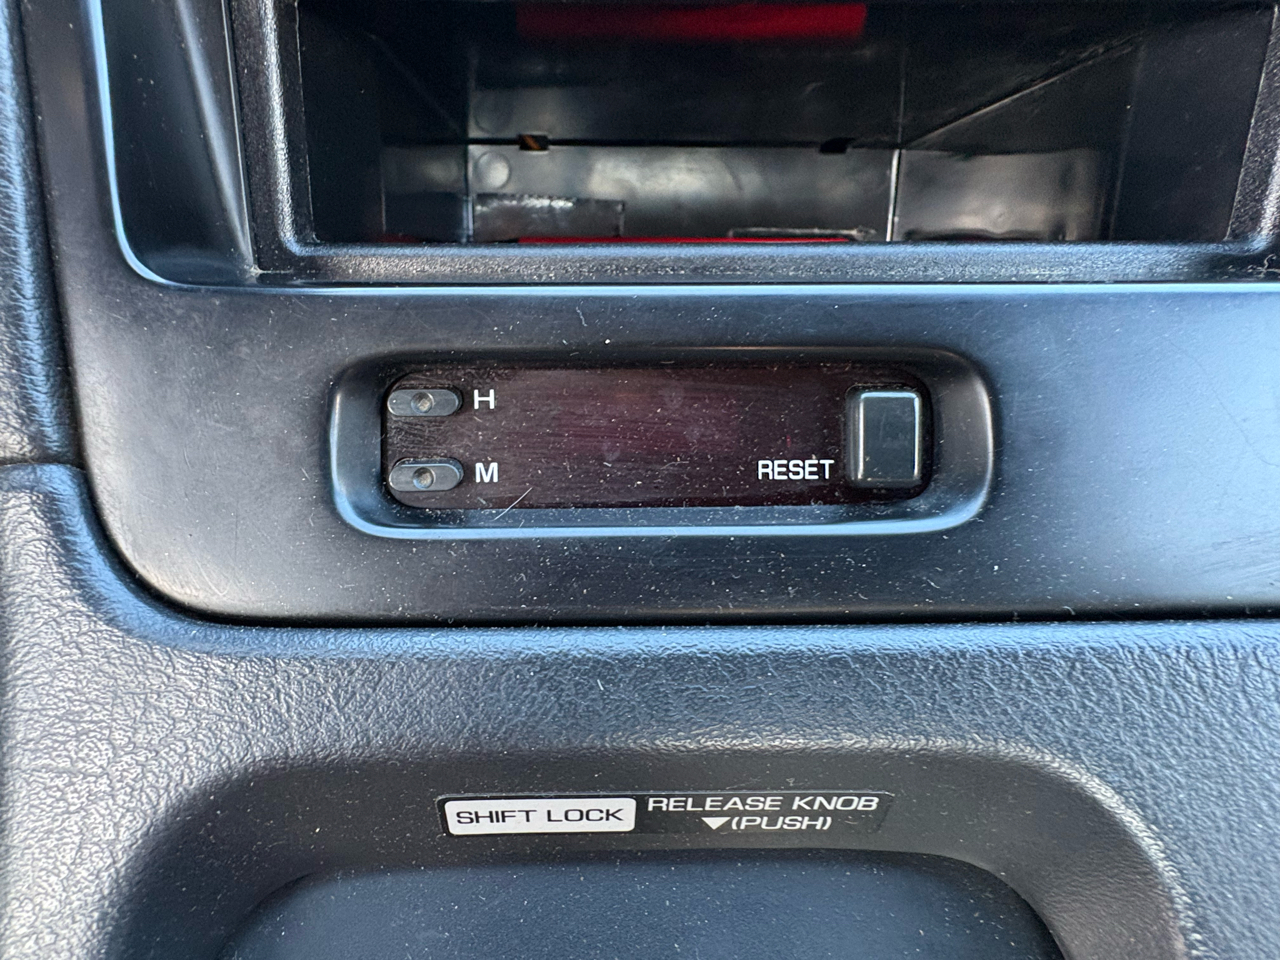 H
M
RESET
SHIFT LOCK
RELEASE KNOB
▼(PUSH)